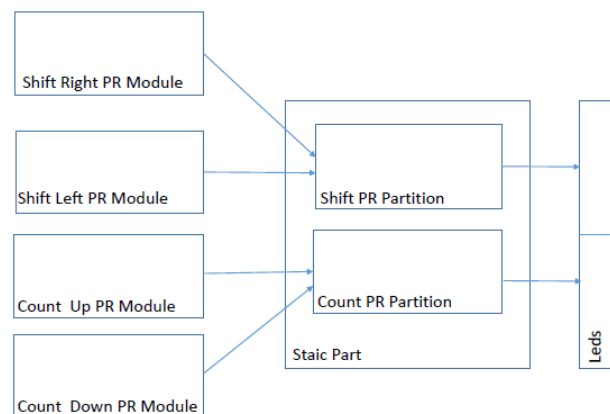 Shift Right PR Module
Shift Left PR Module
Shift PR Partition
Count Up PR Module
Count PR Partition
Staic Part
Leds
Count Down PR Module